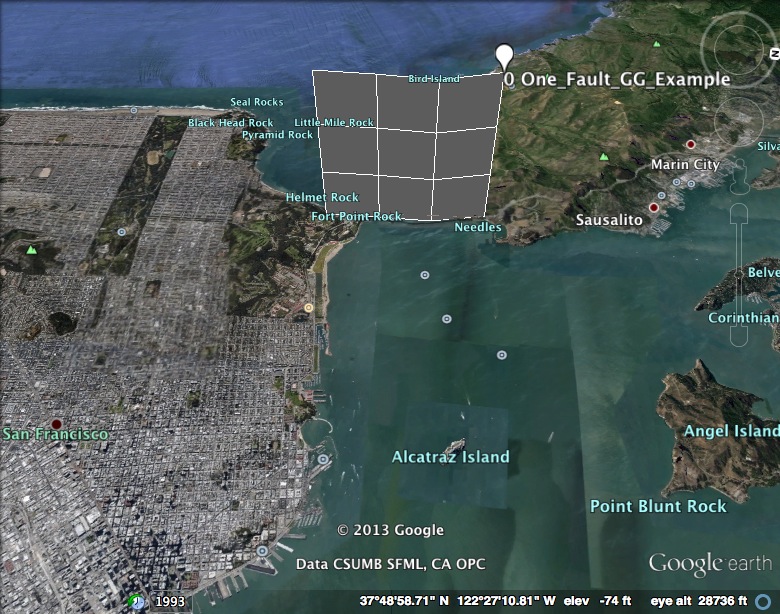 Bird Island
0 One_Fault_GG_Example
N
Seal Rocks
Black Head Rock
Little Mile Rock
Pyramid Rock
Silva
Marin City
Helmet Rock
Fort Point Rock
Needles
Sausalito
Belve
Corinthian
San Francisco
Angel Island
Alcatraz Island
Point Blunt Rock
© 2013 Google
Data CSUMB SFML, CA OPC
Google earth
1993
37°48'58.71" N 122°27'10.81" W elev -74 ft eye alt 28736 ft